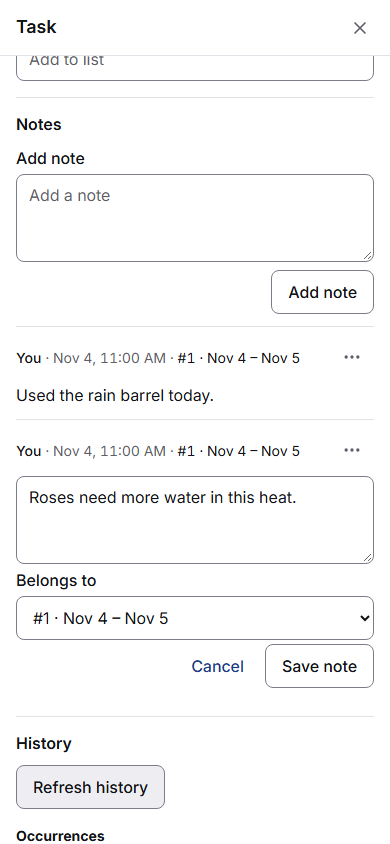 Task
Add to list
Notes
Add note
Add a note
Add note
You · Nov 4, 11:00 AM · #1 · Nov 4 – Nov 5
Used the rain barrel today.
You · Nov 4, 11:00 AM · #1 · Nov 4 – Nov 5
Roses need more water in this heat.
Belongs to
#1 · Nov 4 – Nov 5
Cancel Save note
History
Refresh history
Occurrences